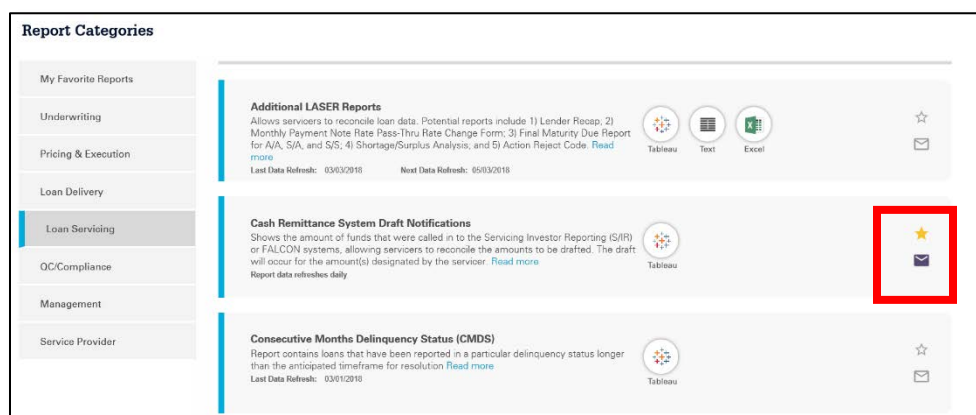 Report Categories
My Favorite Reports
Underwriting
Pricing & Execution
Loan Delivery
Loan Servicing
QC/Compliance
Management
Service Provider
Additional LASER Reports
Allows servicers to reconcile loan data. Potential reports include 1) Lender Recap; 2)
Monthly Payment Note Rate Pass-Thru Rate Change Form; 3) Final Maturity Due Report
for A/A, S/A, and S/S; 4) Shortage/Surplus Analysis; and 5) Action Reject Code. Read
more
Last Data Refresh: 03/03/2018 Next Data Refresh: 05/03/2018
Tableau Text Excel
Cash Remittance System Draft Notifications
Shows the amount of funds that were called in to the Servicing Investor Reporting (S/IR)
or FALCON systems, allowing servicers to reconcile the amounts to be drafted. The draft
will occur for the amount(s) designated by the servicer. Read more
Report data refreshes daily
Tableau
Consecutive Months Delinquency Status (CMDS)
Report contains loans that have been reported in a particular delinquency status longer
than the anticipated timeframe for resolution Read more
Last Data Refresh: 03/01/2018
Tableau